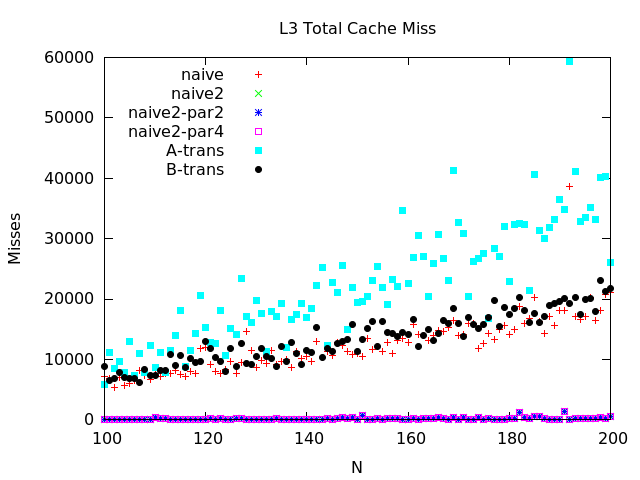 L3 Total Cache Miss
60000
50000
40000
30000
20000
10000
0
Misses
naive
naive2
naive2-par2
naive2-par4
A-trans
B-trans
100 120 140 160 180 200
N